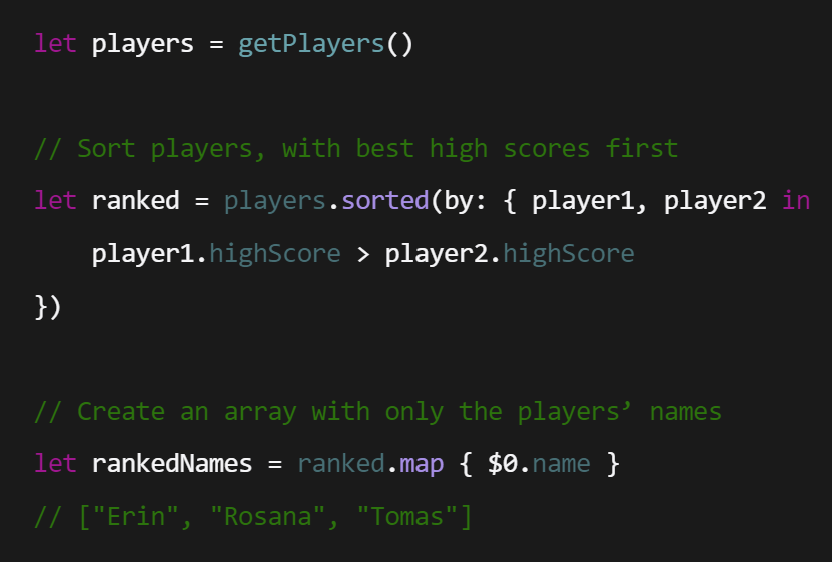 let players = getPlayers()
// Sort players, with best high scores first
let ranked = players.sorted(by: { player1, player2 in
    player1.highScore > player2.highScore
})
// Create an array with only the players’ names
let rankedNames = ranked.map { $0.name }
// ["Erin", "Rosana", "Tomas"]